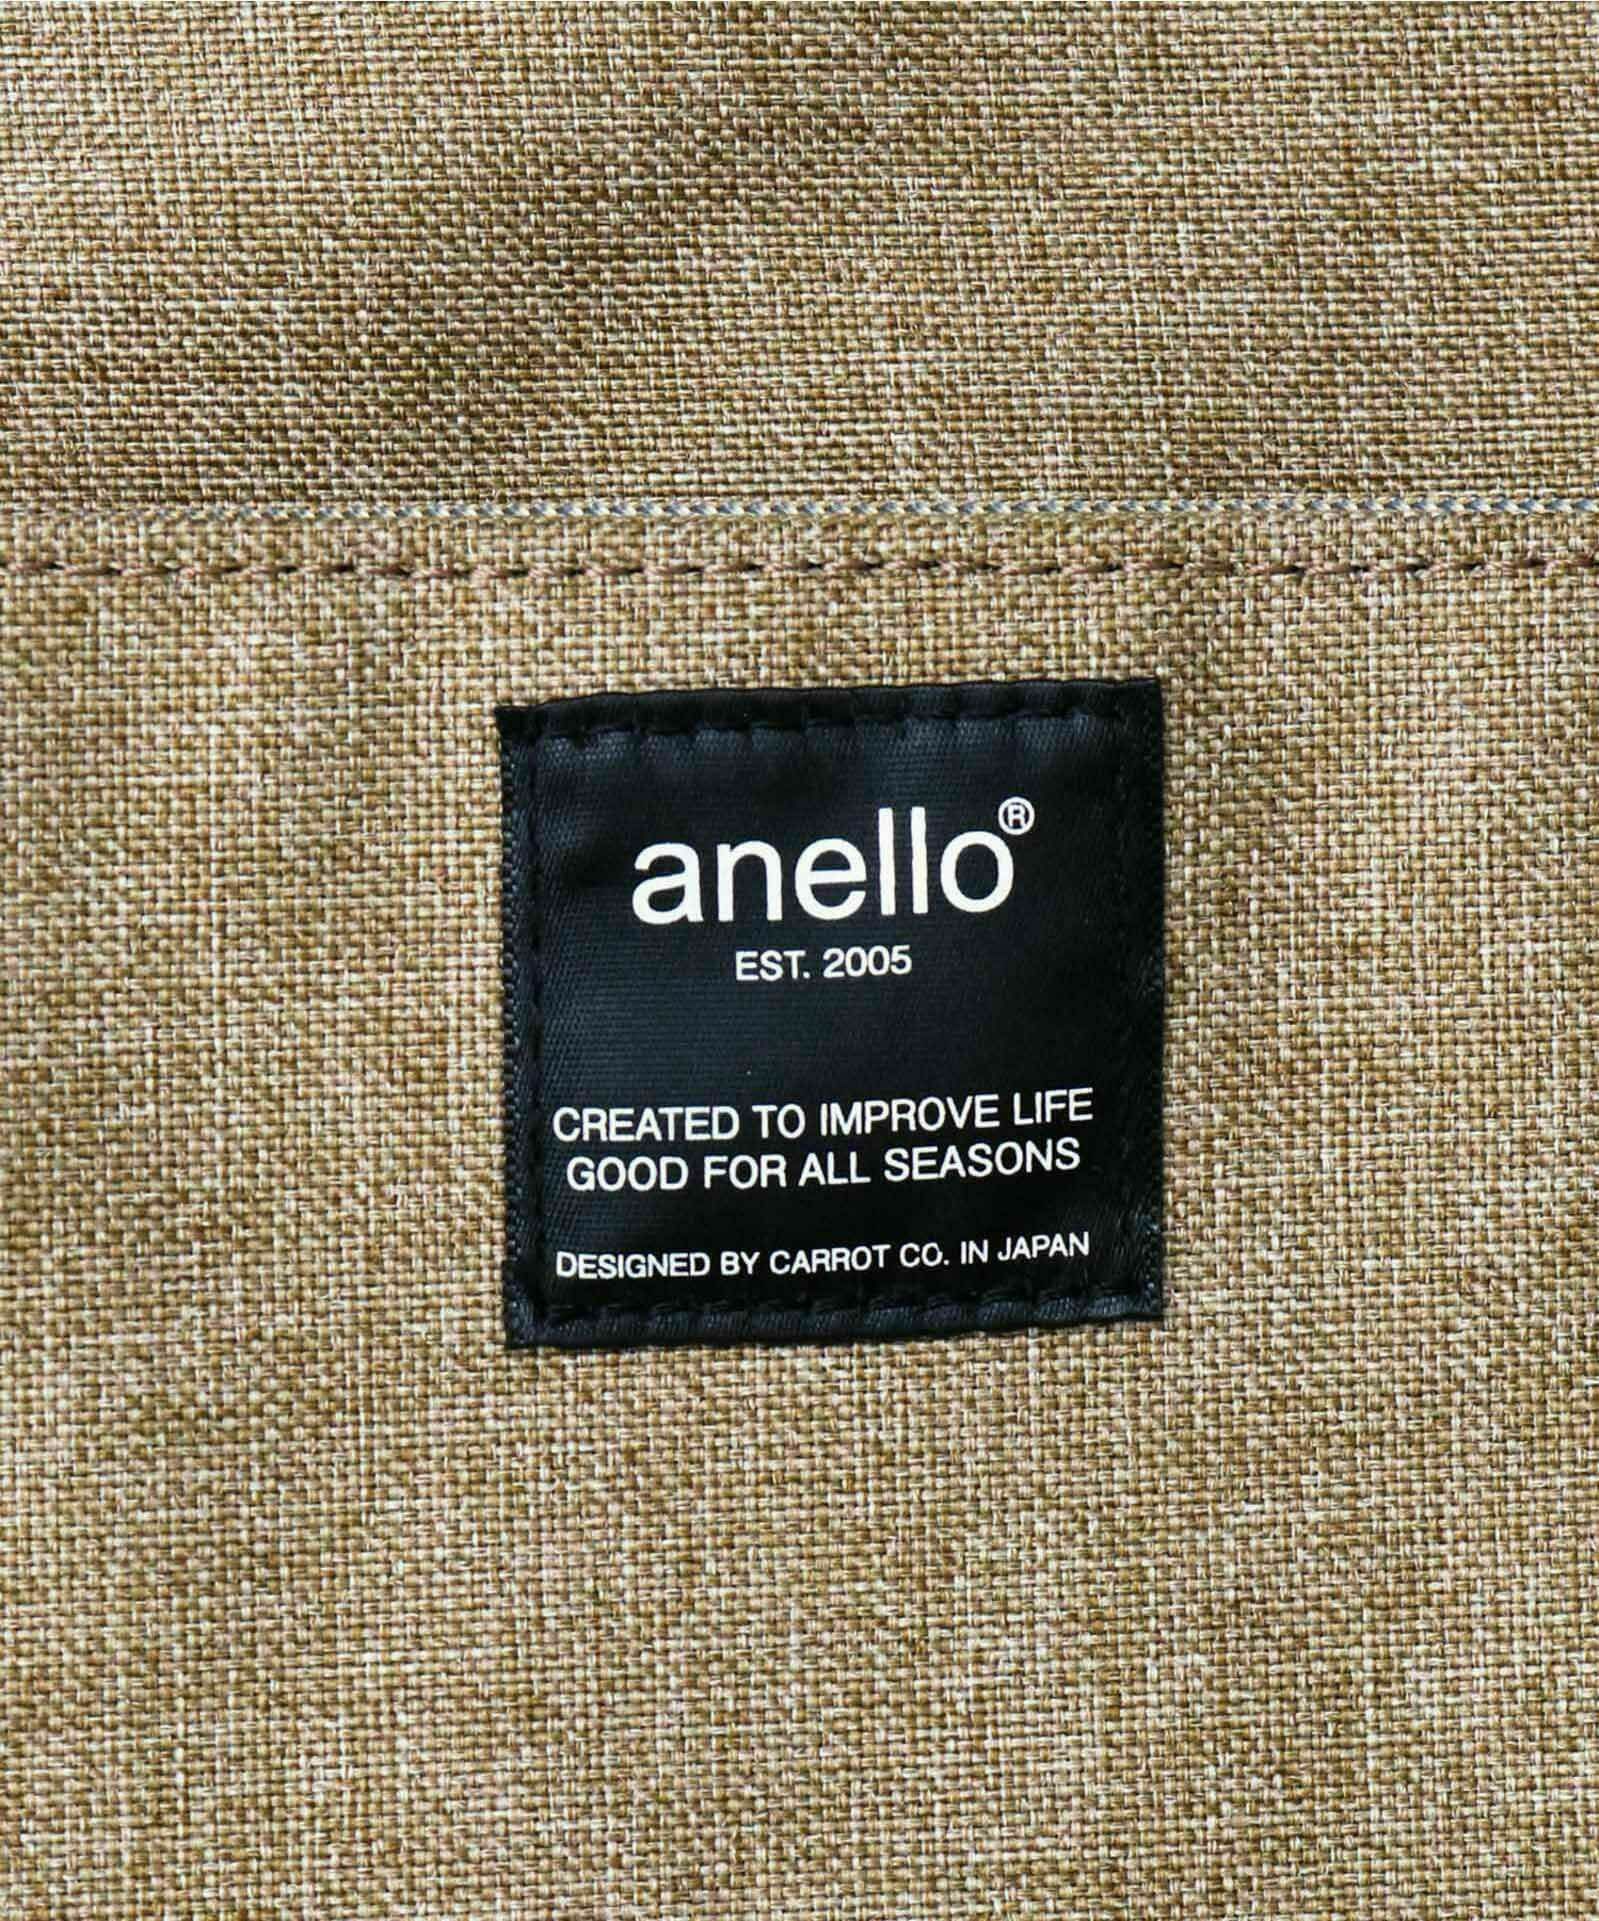 anello®
EST. 2005
CREATED TO IMPROVE LIFE
GOOD FOR ALL SEASONS
DESIGNED BY CARROT CO. IN JAPAN